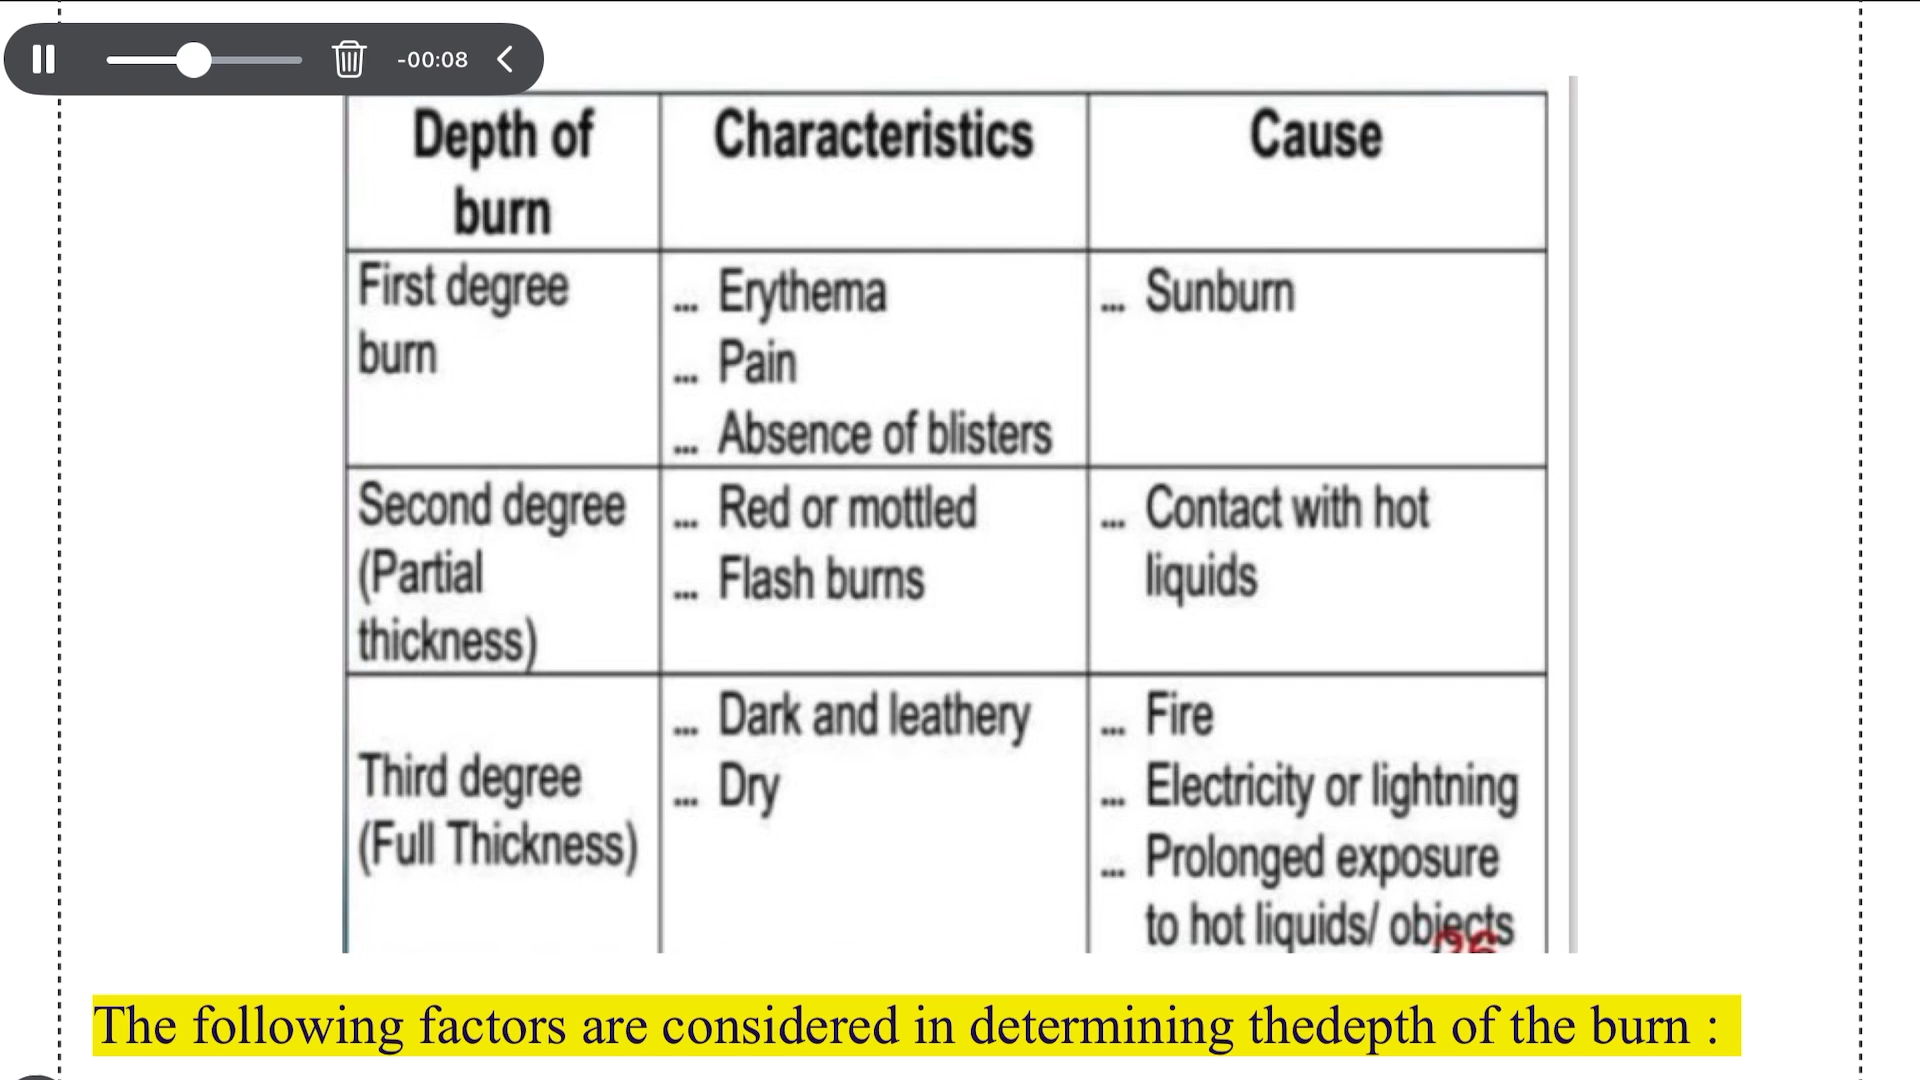 -00:08
Depth of
burn
Characteristics
Cause
First degree
burn
... Erythema
... Pain
... Absence of blisters
... Sunburn
Second degree
(Partial
thickness)
... Red or mottled
... Flash burns
... Contact with hot
liquids
Third degree
(Full Thickness)
... Dark and leathery
... Dry
... Fire
... Electricity or lightning
... Prolonged exposure
to hot liquids/ objects
The following factors are considered in determining thedepth of the burn :